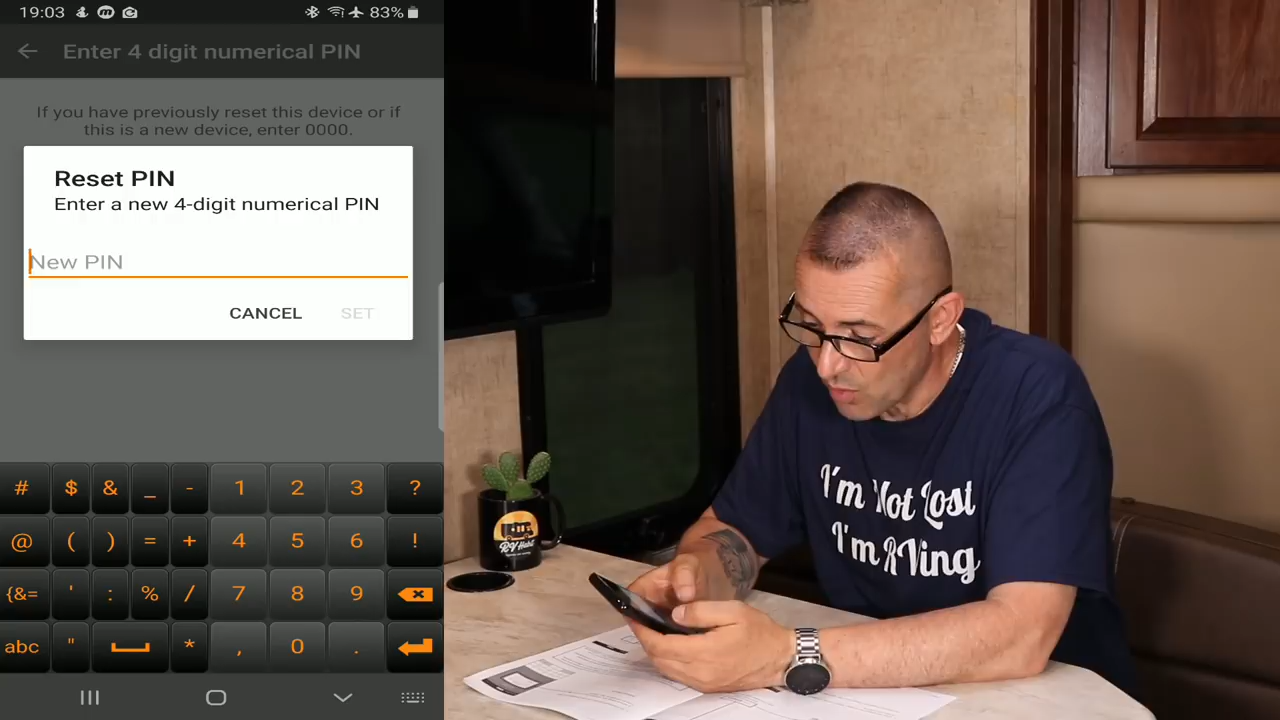 19:03
83%
Enter 4 digit numerical PIN
If you have previously reset this device or if
this is a new device, enter 0000.
Reset PIN
Enter a new 4-digit numerical PIN
New PIN
CANCEL SET
# $ & _ - 1 2 3 ?
@ ( ) = + 4 5 6 !
{&= ' : % / 7 8 9
abc " * , 0 .
I'm Not Lost
I'm RVing
RV Habit